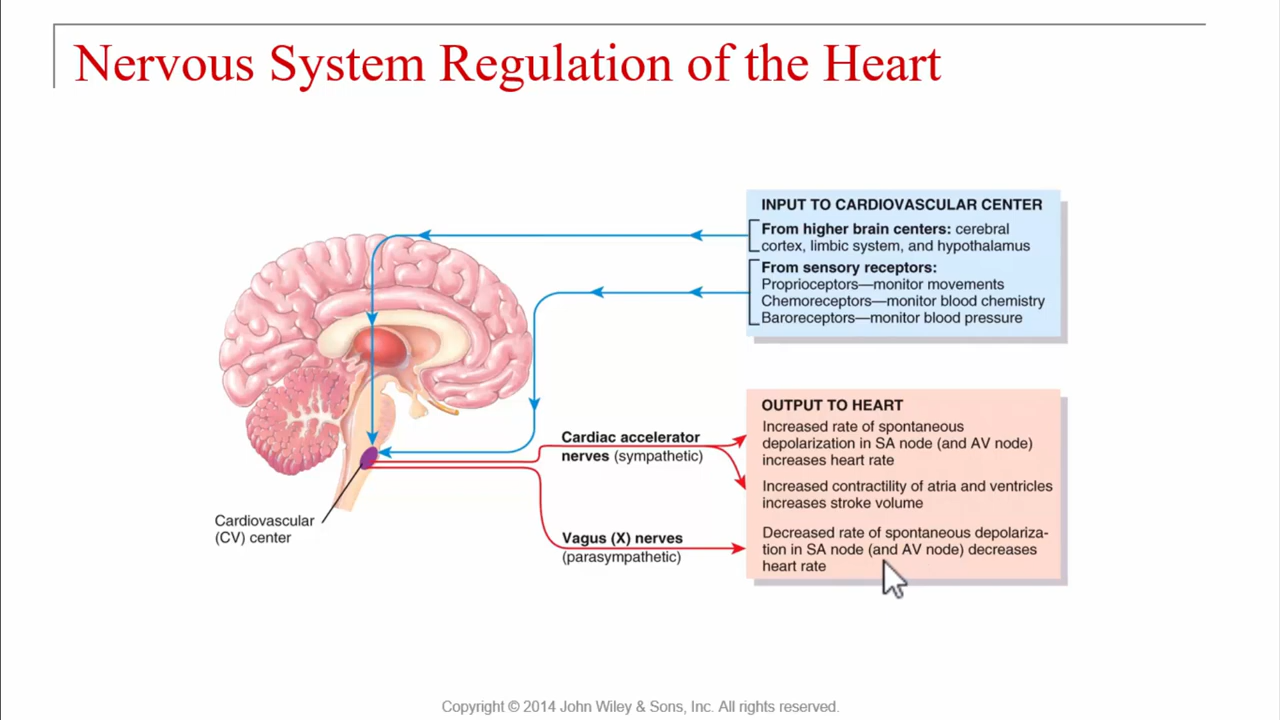 Nervous System Regulation of the Heart
INPUT TO CARDIOVASCULAR CENTER
From higher brain centers: cerebral
cortex, limbic system, and hypothalamus
From sensory receptors:
Proprioceptors—monitor movements
Chemoreceptors—monitor blood chemistry
Baroreceptors—monitor blood pressure
OUTPUT TO HEART
Increased rate of spontaneous
depolarization in SA node (and AV node)
increases heart rate
Increased contractility of atria and ventricles
increases stroke volume
Decreased rate of spontaneous depolariza-
tion in SA node (and AV node) decreases
heart rate
Cardiac accelerator
nerves (sympathetic)
Vagus (X) nerves
(parasympathetic)
Cardiovascular
(CV) center
Copyright © 2014 John Wiley & Sons, Inc. All rights reserved.